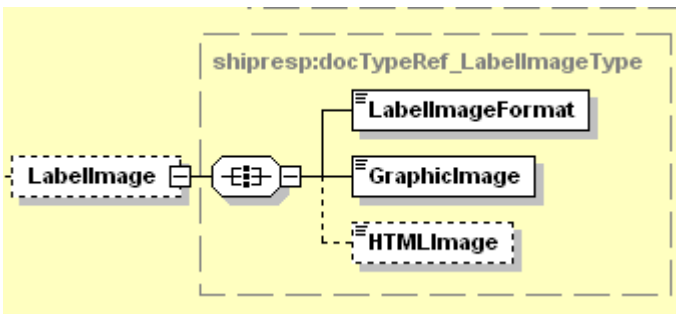 shipresp:docTypeRef_LabelImageType
LabelImageFormat
LabelImage
GraphicImage
HTMLImage